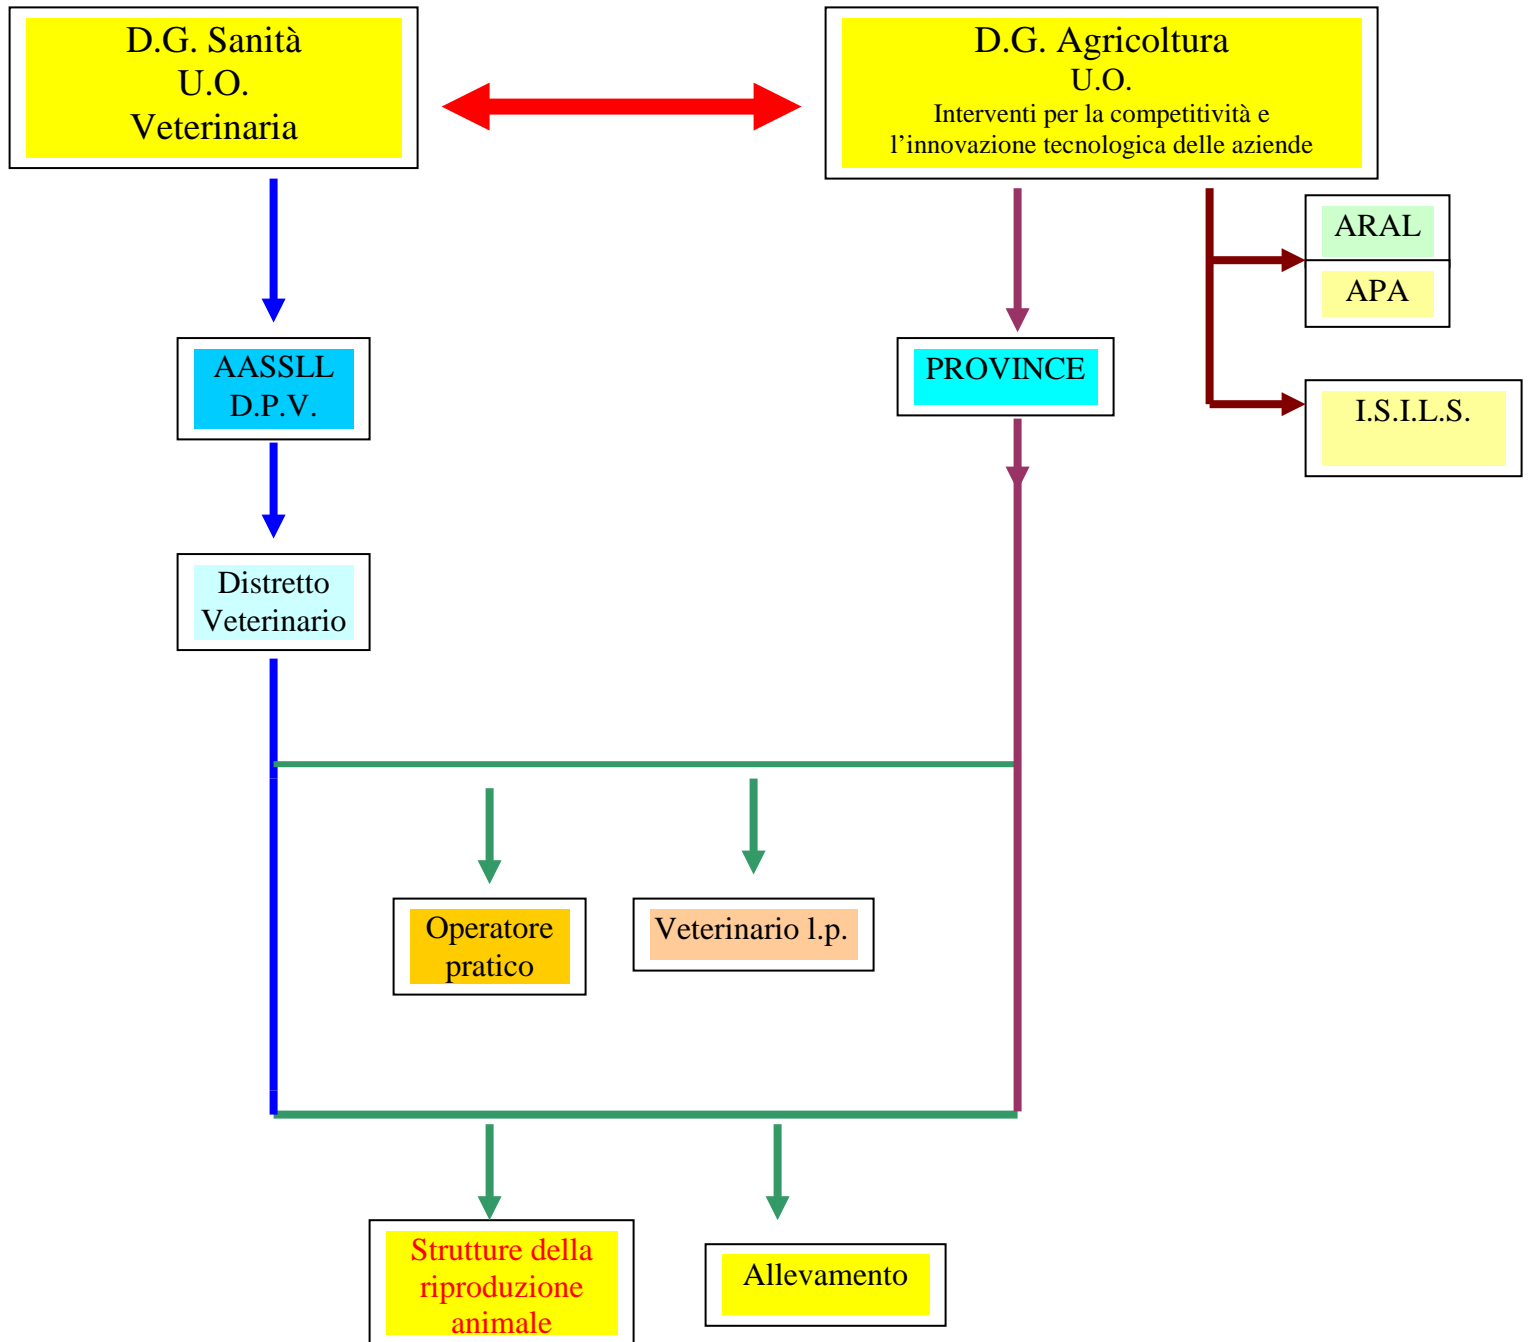 D.G. Sanità
U.O.
Veterinaria
D.G. Agricoltura
U.O.
Interventi per la competitività e
l’innovazione tecnologica delle aziende
ARAL
APA
AASSLL
D.P.V.
PROVINCE
I.S.I.L.S.
Distretto
Veterinario
Operatore
pratico
Veterinario l.p.
Strutture della
riproduzione
animale
Allevamento